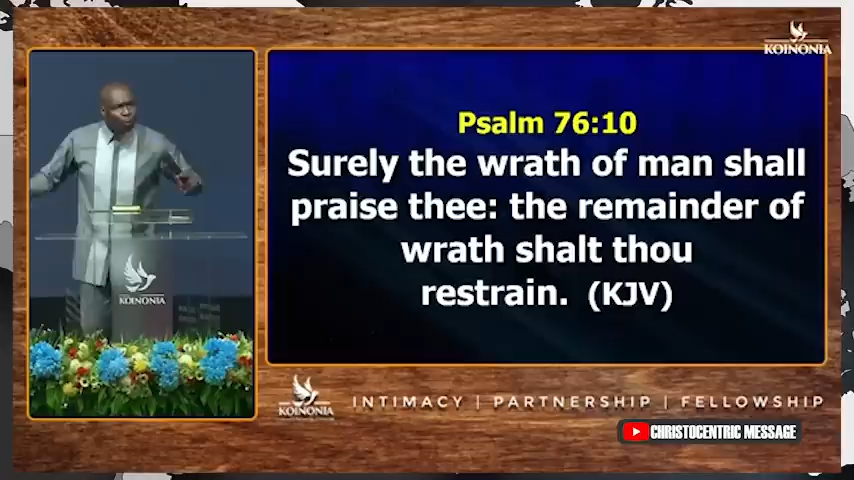 KOINONIA
Psalm 76:10
Surely the wrath of man shall
praise thee: the remainder of
wrath shalt thou
restrain. (KJV)
KOINONIA
KOINONIA
INTIMACY | PARTNERSHIP | FELLOWSHIP
CHRISTOCENTRIC MESSAGE